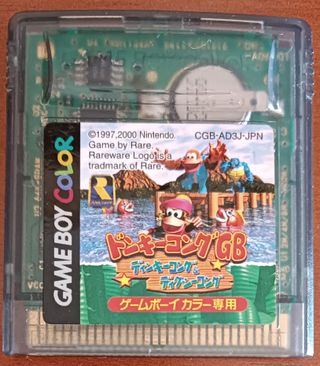 ©1997,2000 Nintendo.
CGB-AD3J-JPN
Game by Rare.
Rareware Logo is a
trademark of Rare.
GAME BOY COLOR
ドンキーコングGB
ディンキーコング&
ディクシーコング
ゲームボーイカラー専用